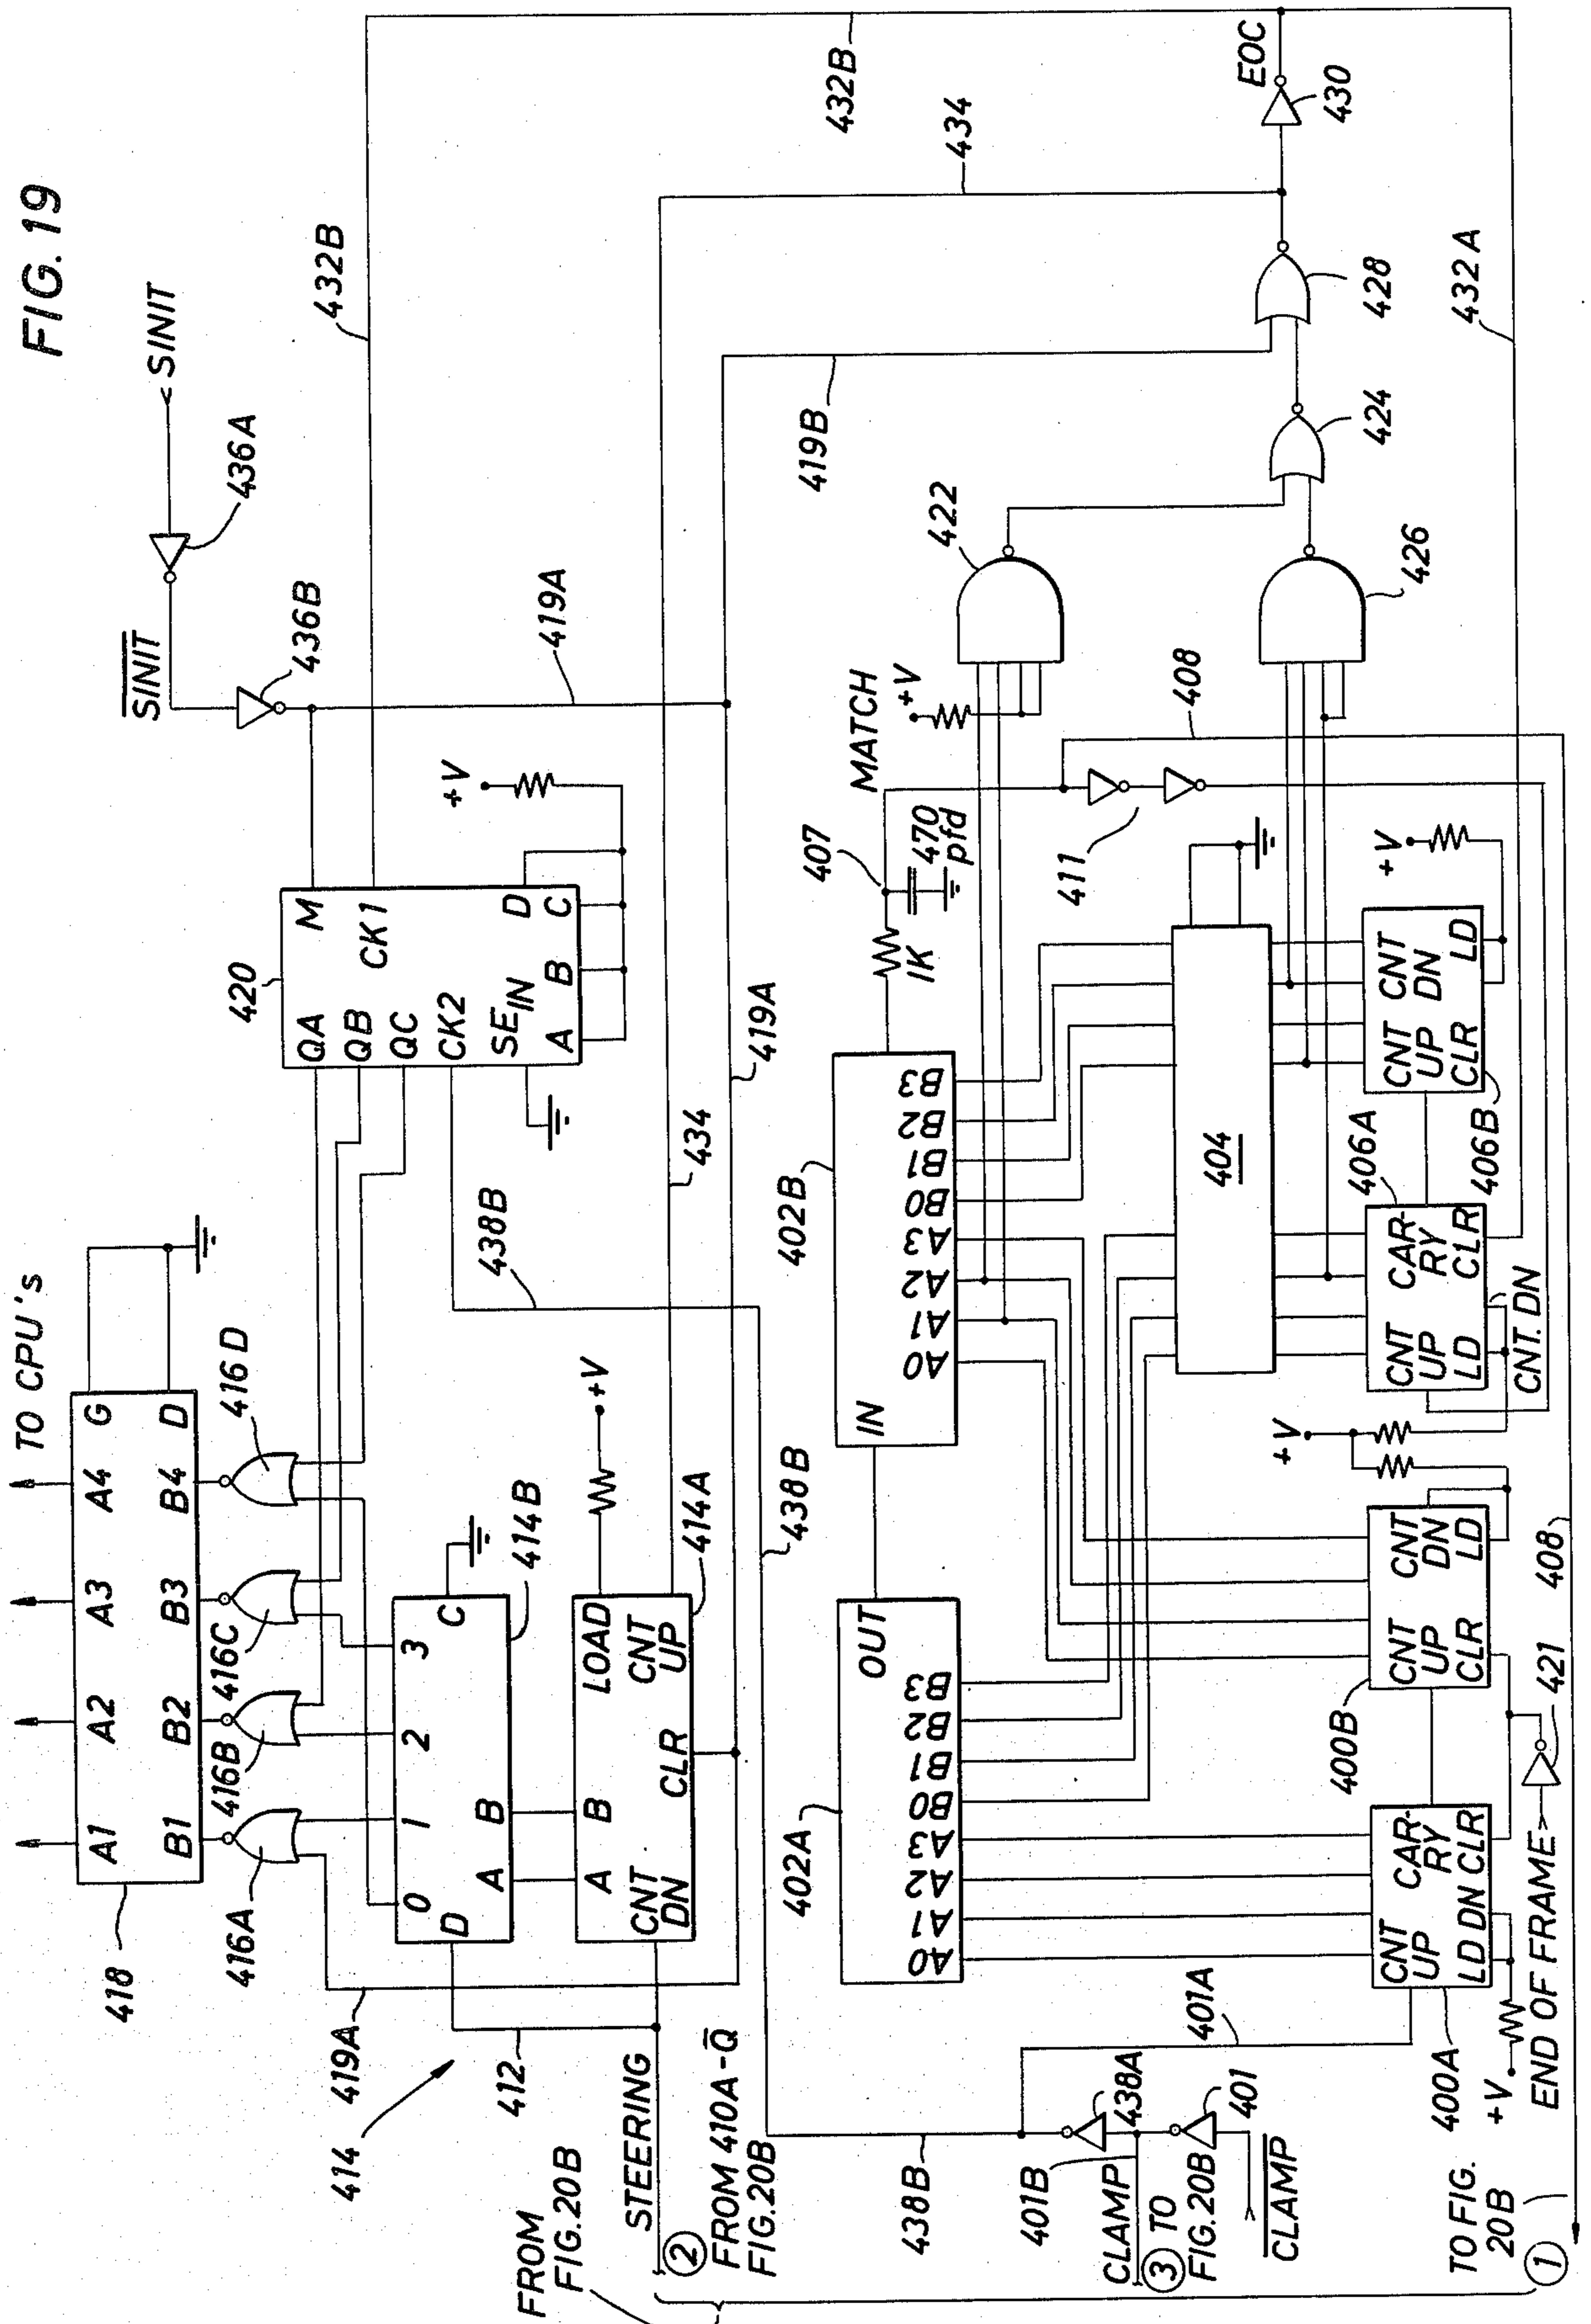 FIG. 19
TO CPU's
A1 A2 A3 A4 G
B1 B2 B3 B4 D
418
416A
416B
416C
416D
419A
414
0 1 2 3
D C
A B
414B
412
A B LOAD
CNT DN
CLR
CNT UP
414A
+V
STEERING
FROM FIG.20B
② FROM 410A-Q̅
FIG.20B
438B
438B
438B
434
419A
420
QA M
QB
QC CK1
CK2
SE IN
A B C D
+V
S̅I̅N̅I̅T̅
SINIT
436A
436B
419A
432B
432B
434
419B
402A
OUT
A0 A1 A2 A3 B0 B1 B2 B3
402B
IN
A0 A1 A2 A3 B0 B1 B2 B3
1K
407
470 pfd
MATCH
+V
411
408
422
426
424
428
430
EOC
432A
404
406A
406B
CNT UP
CARRY
LD
CLR
CNT. DN
CNT UP
CNT DN
CLR
LD
+V
+V
400B
CNT UP
CNT DN
CLR
LD
400A
CNT UP
CARRY
LD DN CLR
+V
401A
438B
438A
401
401B
CLAMP
③ TO FIG.20B
C̅L̅A̅M̅P̅
END OF FRAME
421
408
TO FIG. 20B
①